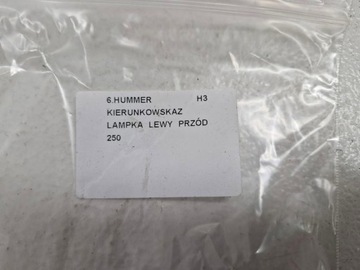 6.HUMMER H3
KIERUNKOWSKAZ
LAMPKA LEWY PRZÓD
250